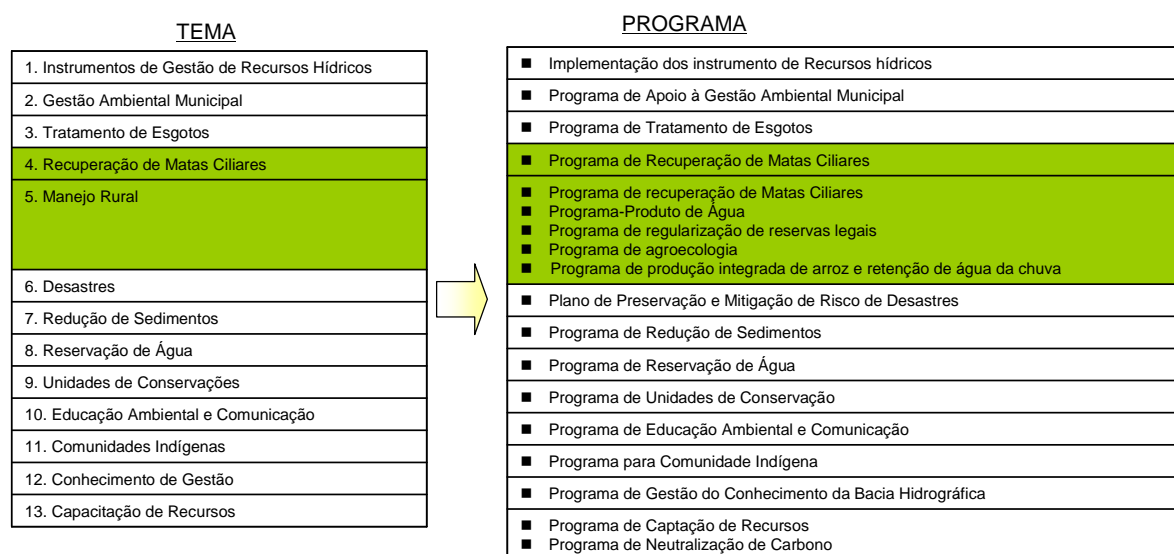 TEMA
1. Instrumentos de Gestão de Recursos Hídricos
2. Gestão Ambiental Municipal
3. Tratamento de Esgotos
4. Recuperação de Matas Ciliares
5. Manejo Rural
6. Desastres
7. Redução de Sedimentos
8. Reservação de Água
9. Unidades de Conservações
10. Educação Ambiental e Comunicação
11. Comunidades Indígenas
12. Conhecimento de Gestão
13. Capacitação de Recursos
PROGRAMA
■ Implementação dos instrumento de Recursos hídricos
■ Programa de Apoio à Gestão Ambiental Municipal
■ Programa de Tratamento de Esgotos
■ Programa de Recuperação de Matas Ciliares
■ Programa de recuperação de Matas Ciliares
■ Programa-Produto de Água
■ Programa de regularização de reservas legais
■ Programa de agroecologia
■ Programa de produção integrada de arroz e retenção de água da chuva
■ Plano de Preservação e Mitigação de Risco de Desastres
■ Programa de Redução de Sedimentos
■ Programa de Reservação de Água
■ Programa de Unidades de Conservação
■ Programa de Educação Ambiental e Comunicação
■ Programa para Comunidade Indígena
■ Programa de Gestão do Conhecimento da Bacia Hidrográfica
■ Programa de Captação de Recursos
■ Programa de Neutralização de Carbono